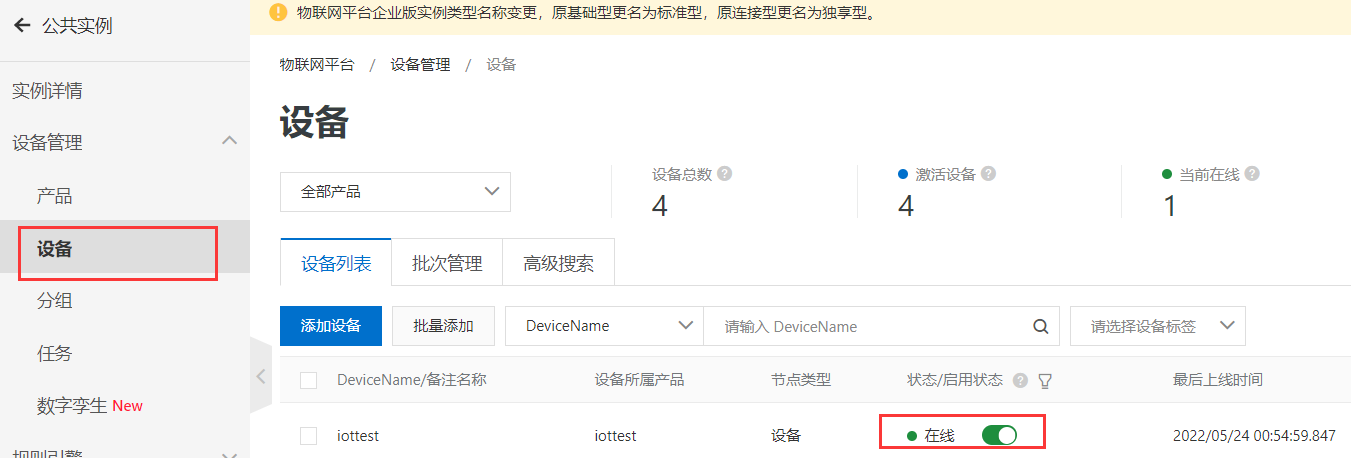 物联网平台企业版实例类型名称变更，原基础型更名为标准型，原连接型更名为独享型。
公共实例
实例详情
设备管理
产品
设备
分组
任务
数字孪生 New
规则引擎
物联网平台 / 设备管理 / 设备
设备
全部产品
设备总数
4
激活设备
4
当前在线
1
设备列表 批次管理 高级搜索
添加设备 批量添加 DeviceName 请输入 DeviceName 请选择设备标签
DeviceName/备注名称 设备所属产品 节点类型 状态/启用状态 最后上线时间
iottest iottest 设备 在线 2022/05/24 00:54:59.847